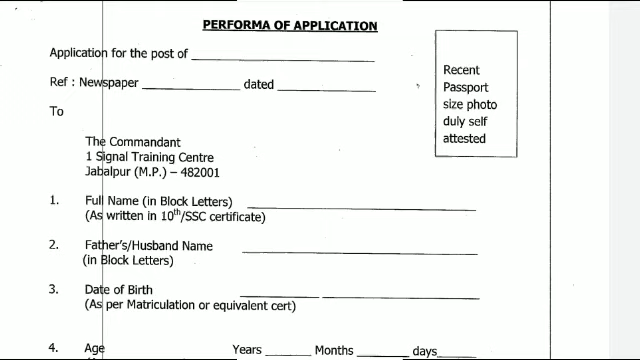 PERFORMA OF APPLICATION
Application for the post of
Ref : Newspaper dated
Recent
Passport
size photo
duly self
attested
To
The Commandant
1 Signal Training Centre
Jabalpur (M.P.) – 482001
1. Full Name (in Block Letters)
(As written in 10th/SSC certificate)
2. Father's/Husband Name
(in Block Letters)
3. Date of Birth
(As per Matriculation or equivalent cert)
4. Age Years Months days